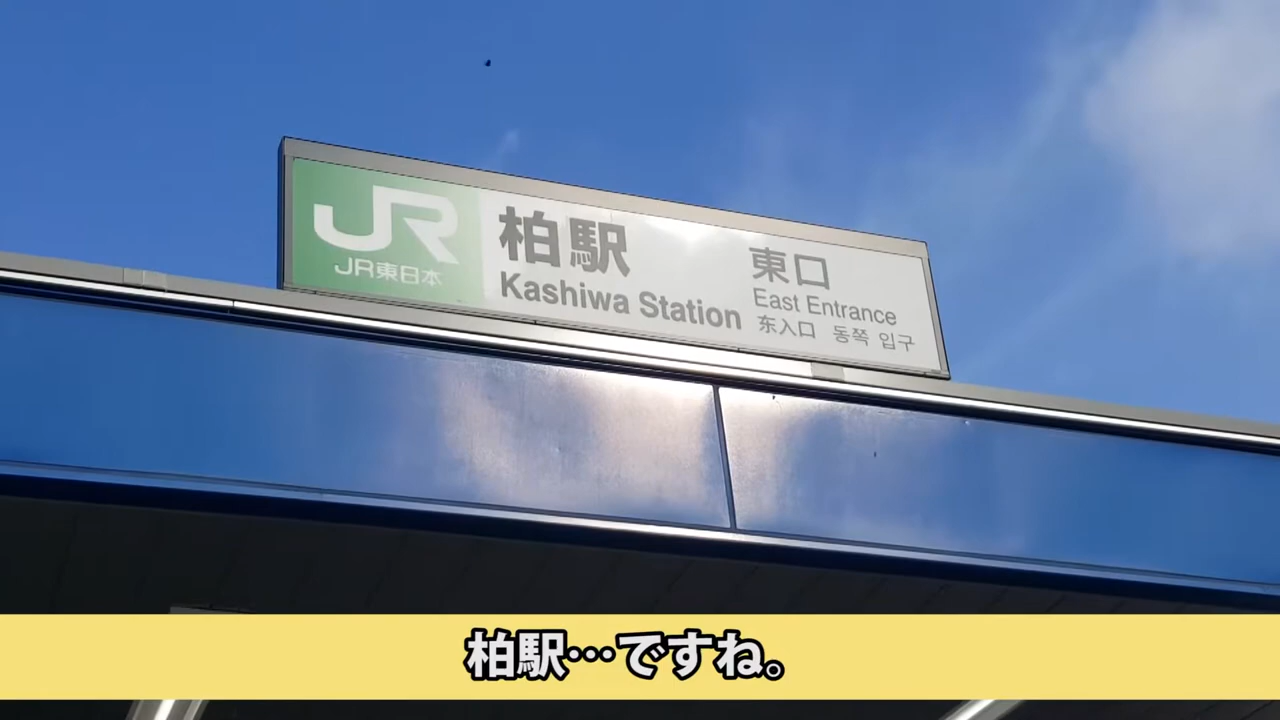 JR
JR東日本
柏駅
Kashiwa Station
東口
East Entrance
东入口 동쪽 입구
柏駅…ですね。